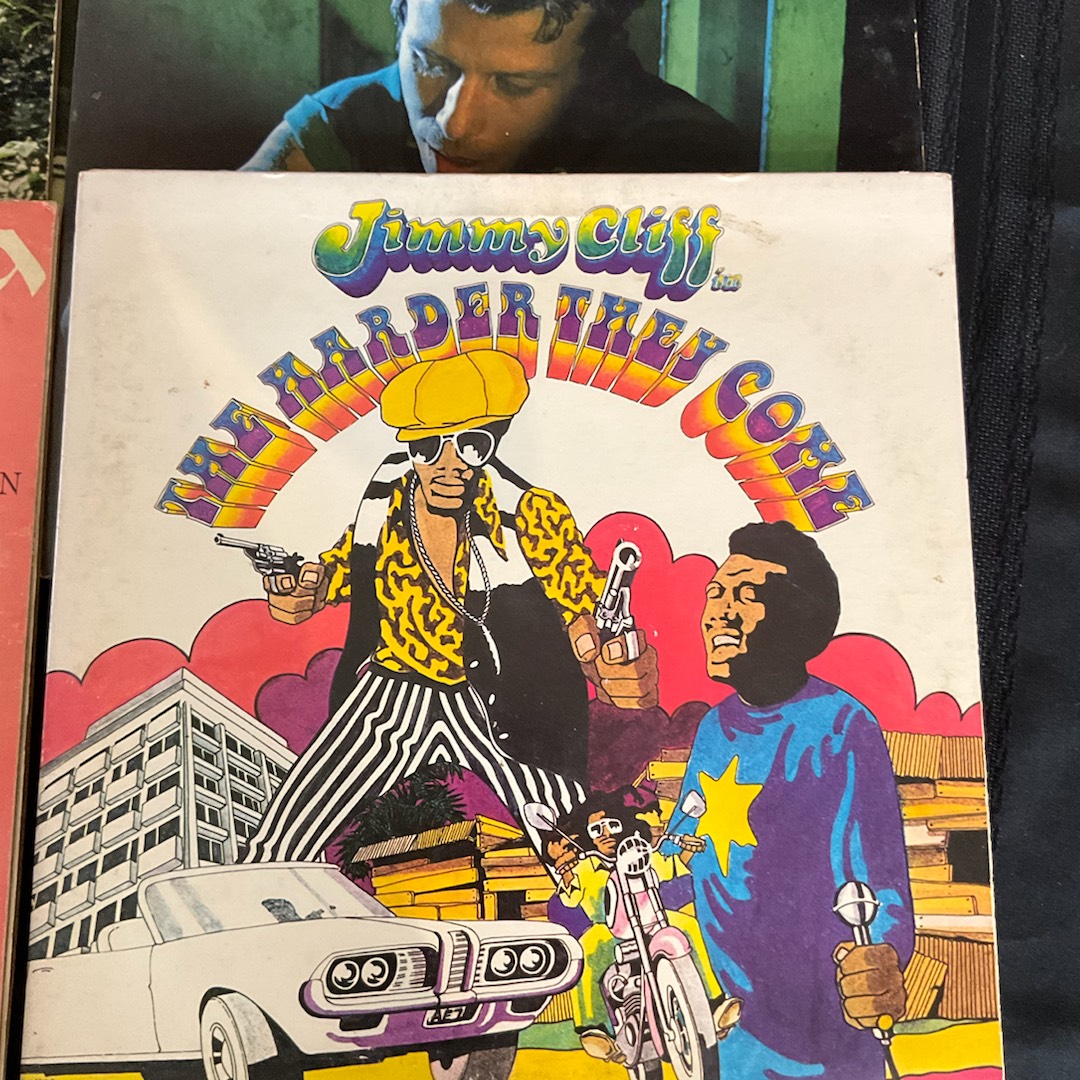 Jimmy Cliff
in
THE HARDER THEY COME
N